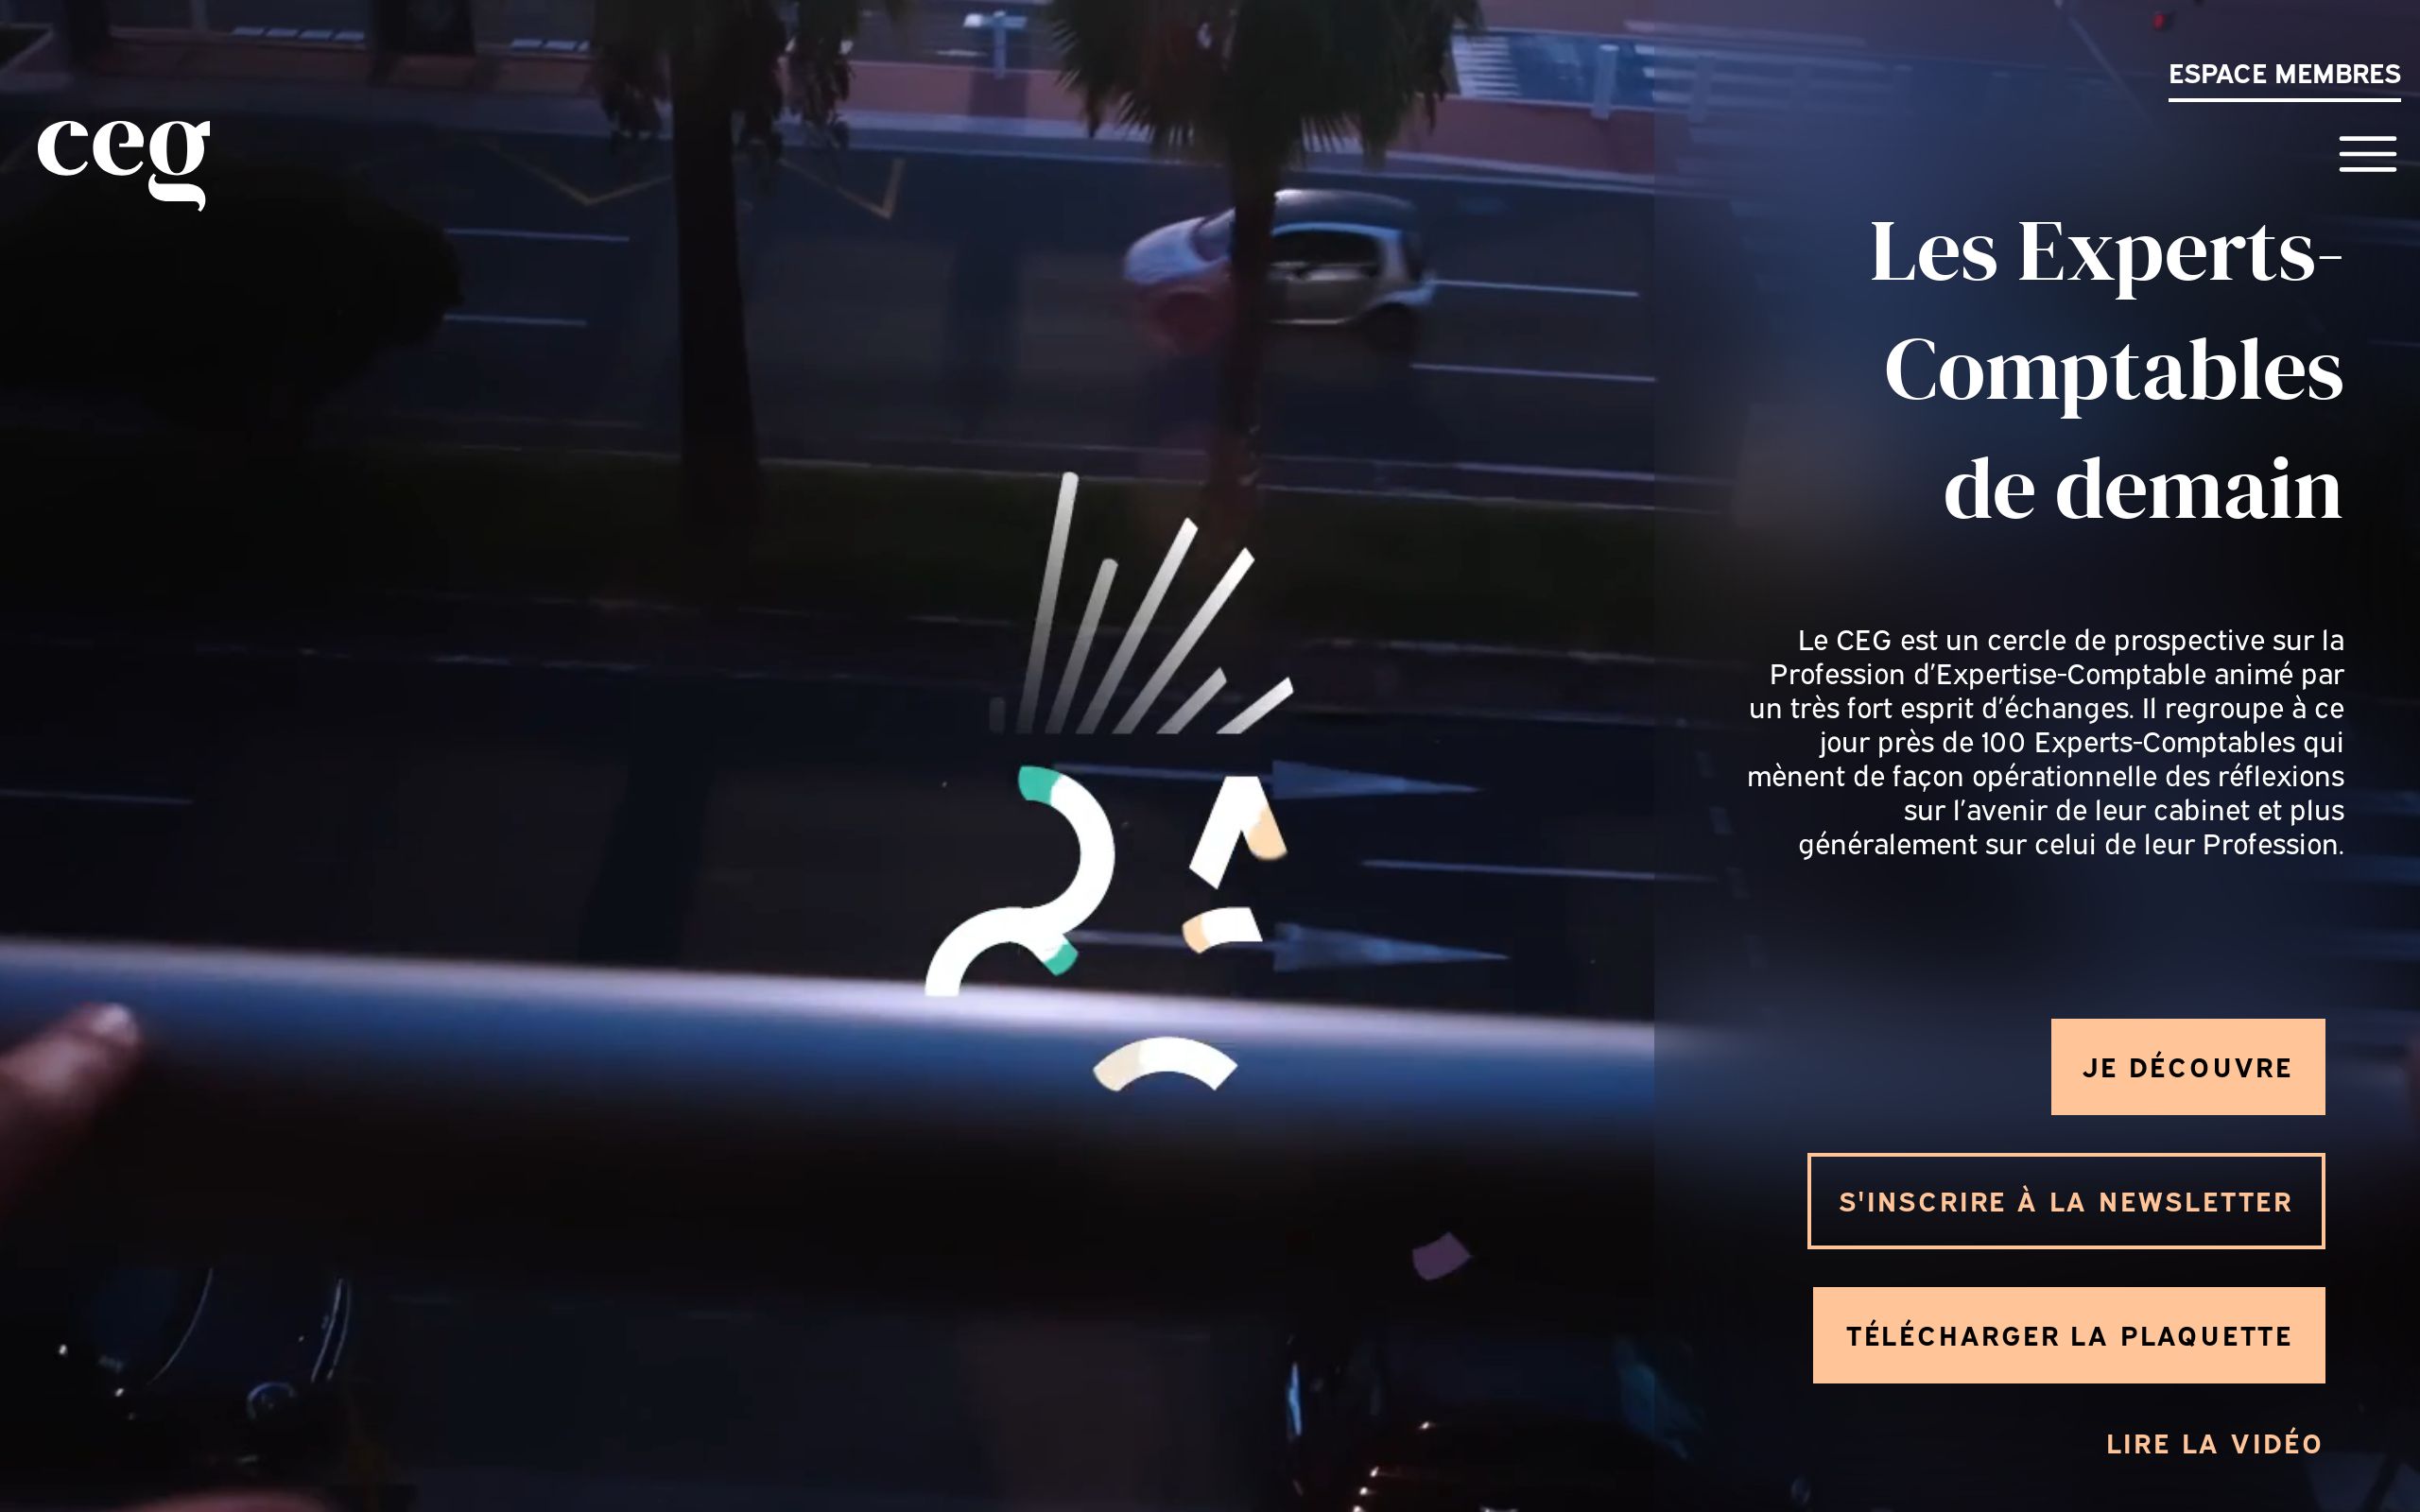 ESPACE MEMBRES
ceg
Les Experts-
Comptables
de demain
Le CEG est un cercle de prospective sur la
Profession d’Expertise-Comptable animé par
un très fort esprit d’échanges. Il regroupe à ce
jour près de 100 Experts-Comptables qui
mènent de façon opérationnelle des réflexions
sur l’avenir de leur cabinet et plus
généralement sur celui de leur Profession.
JE DÉCOUVRE
S'INSCRIRE À LA NEWSLETTER
TÉLÉCHARGER LA PLAQUETTE
LIRE LA VIDÉO